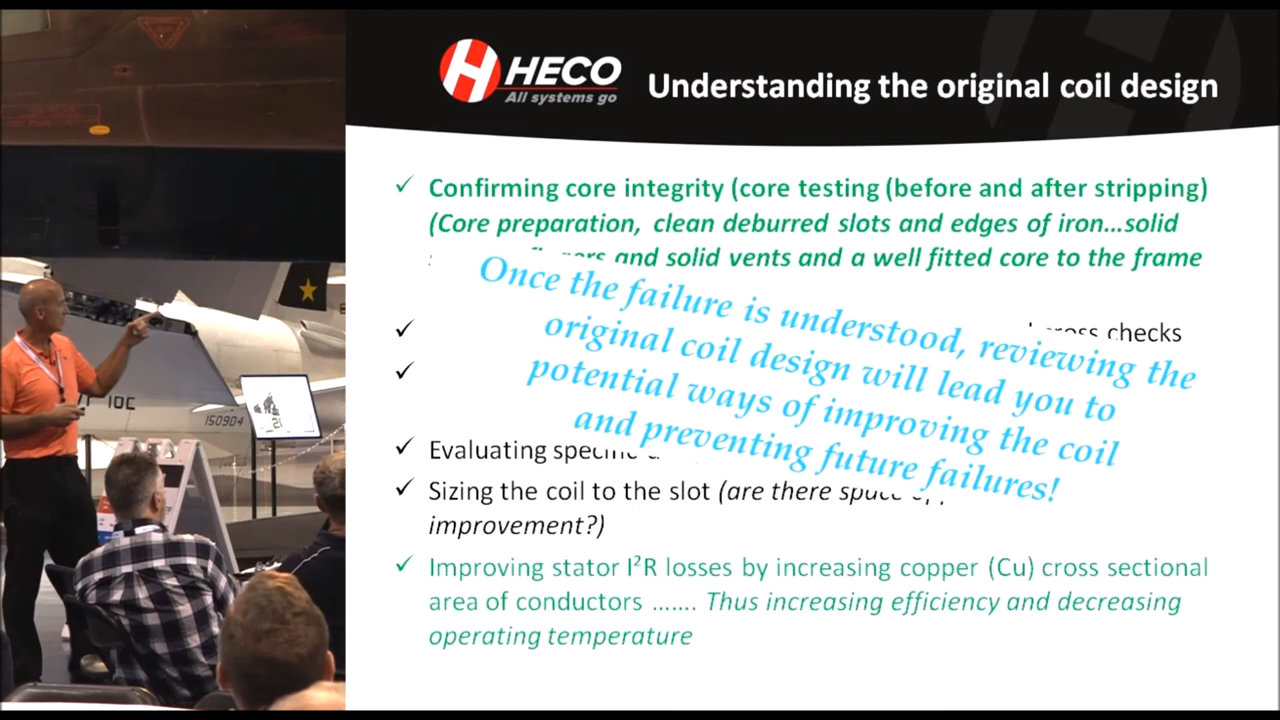 HECO
All systems go
Understanding the original coil design
✓ Confirming core integrity (core testing (before and after stripping)
(Core preparation, clean deburred slots and edges of iron...solid
and solid vents and a well fitted core to the frame
Once the failure is understood, reviewing the
original coil design will lead you to
potential ways of improving the coil
and preventing future failures!
✓ checks
✓
✓ Evaluating
✓ Sizing the coil to the slot (are there
improvement?)
✓ Improving stator I²R losses by increasing copper (Cu) cross sectional
area of conductors ....... Thus increasing efficiency and decreasing
operating temperature
IOC
150904